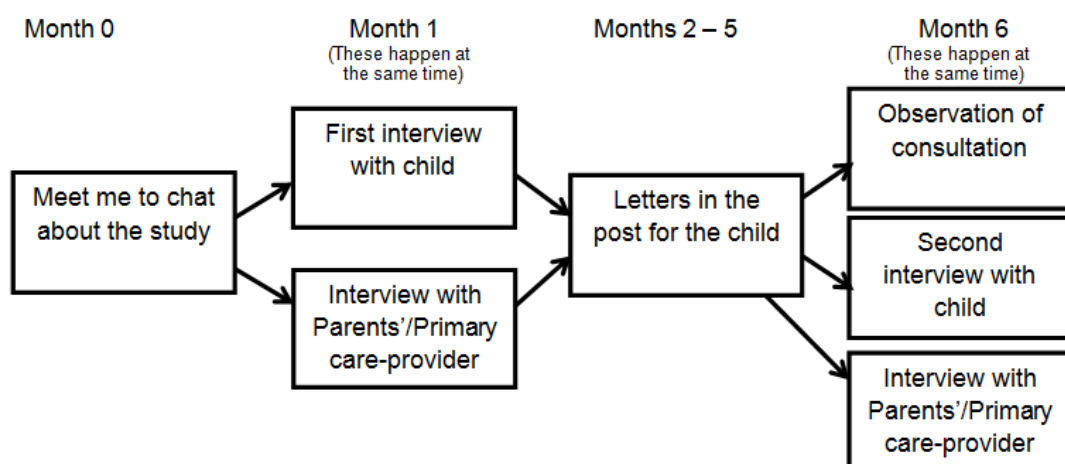 Month 0
Month 1
(These happen at
the same time)
Months 2 – 5
Month 6
(These happen at
the same time)
Meet me to chat
about the study
First interview
with child
Interview with
Parents’/Primary
care-provider
Letters in the
post for the child
Observation of
consultation
Second
interview with
child
Interview with
Parents’/Primary
care-provider